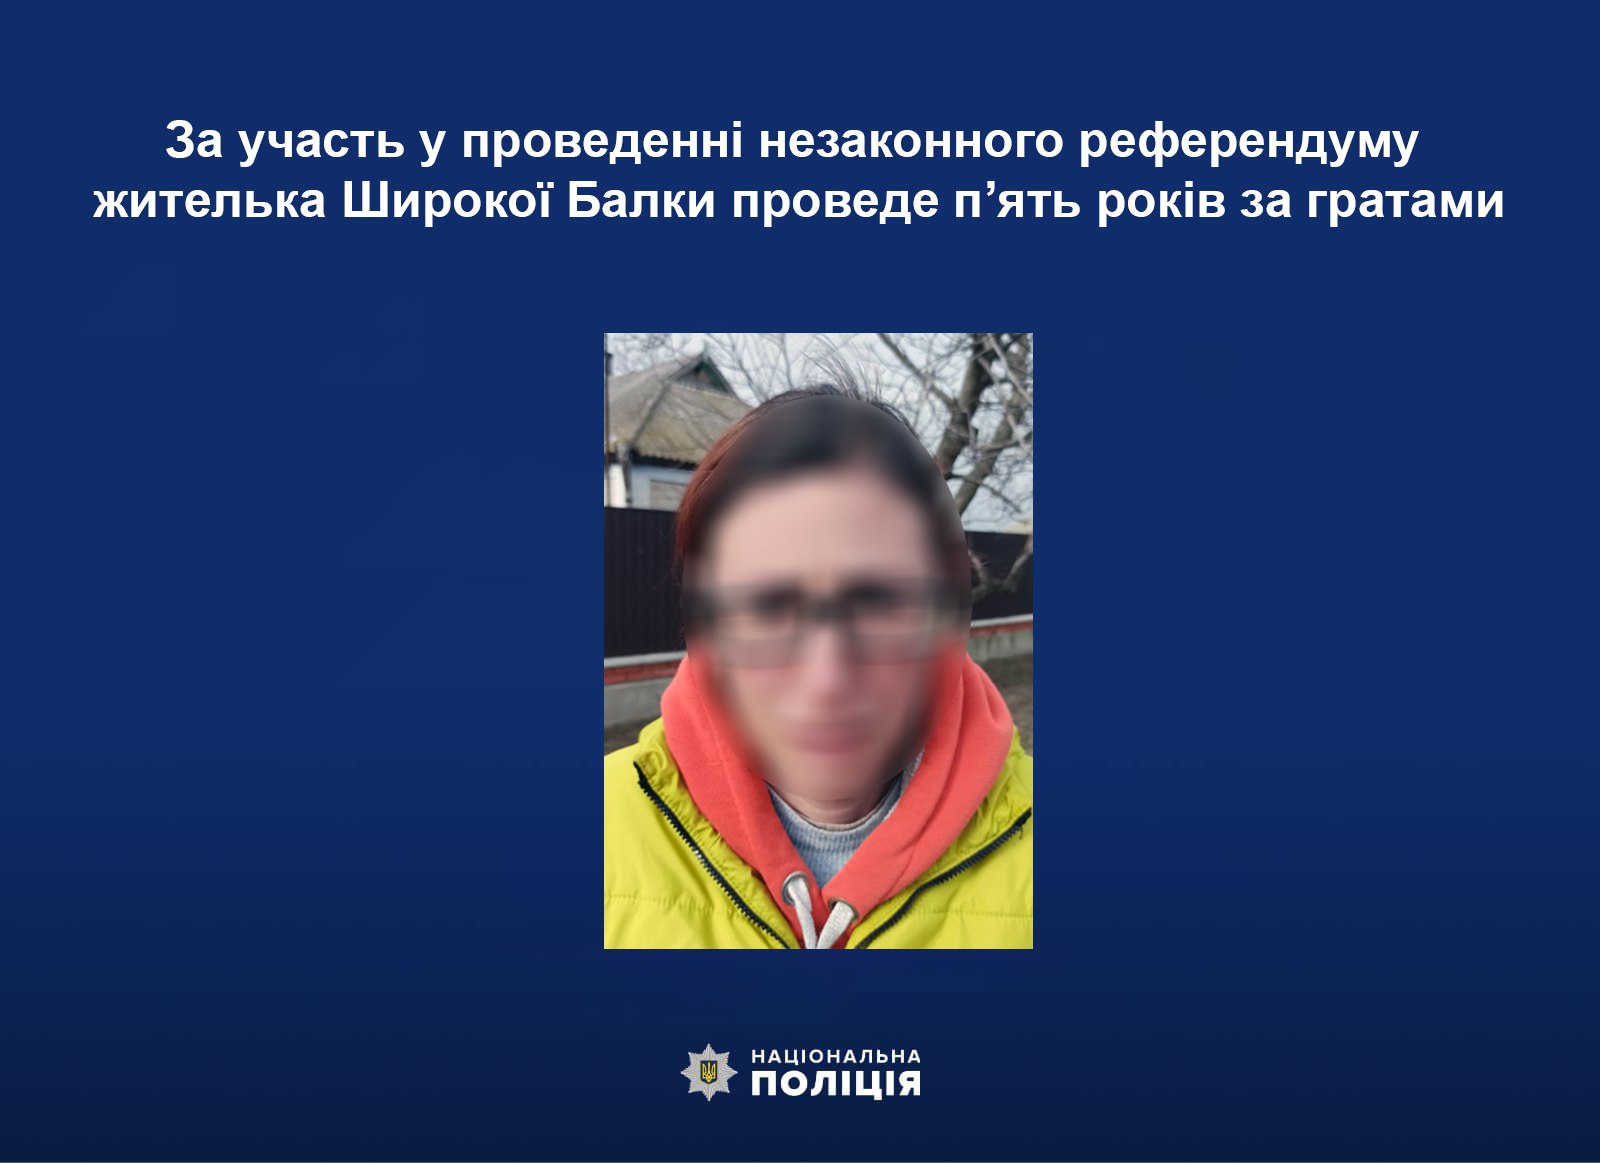 За участь у проведенні незаконного референдуму
жителька Широкої Балки проведе п’ять років за гратами
НАЦІОНАЛЬНА
ПОЛІЦІЯ